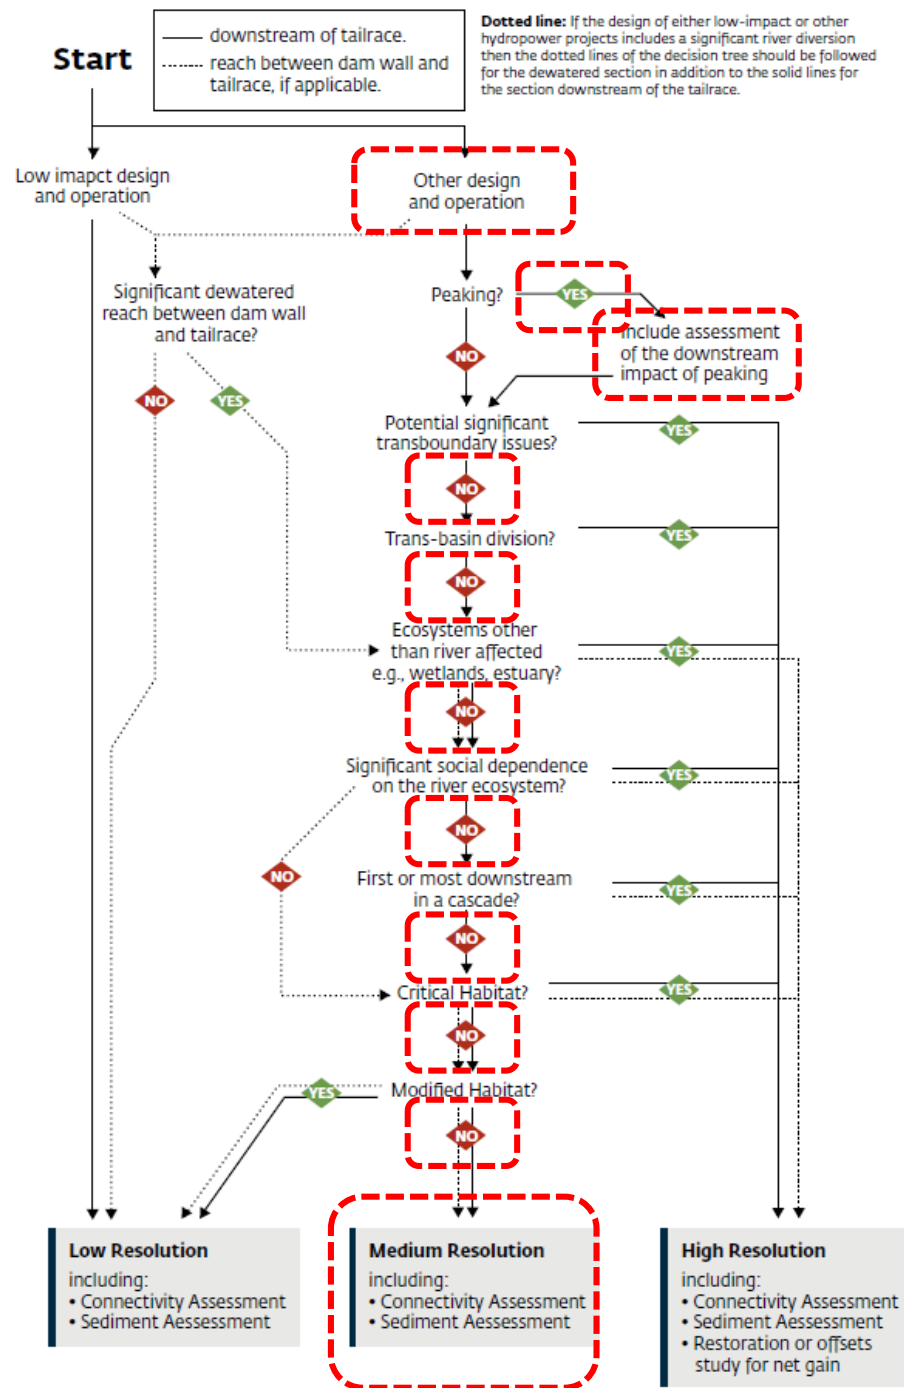 Start
downstream of tailrace.
reach between dam wall and
tailrace, if applicable.
Dotted line: If the design of either low-impact or other
hydropower projects includes a significant river diversion
then the dotted lines of the decision tree should be followed
for the dewatered section in addition to the solid lines for
the section downstream of the tailrace.
Low imapct design
and operation
Other design
and operation
Significant dewatered
reach between dam wall
and tailrace?
Peaking?
YES
Include assessment
of the downstream
impact of peaking
NO
NO
YES
Potential significant
transboundary issues?
YES
NO
Trans-basin division?
YES
NO
Ecosystems other
than river affected
e.g., wetlands, estuary?
YES
NO
Significant social dependence
on the river ecosystem?
YES
NO
NO
First or most downstream
in a cascade?
YES
NO
Critical Habitat?
YES
NO
Modified Habitat?
YES
NO
Low Resolution
including:
• Connectivity Assessment
• Sediment Aessessment
Medium Resolution
including:
• Connectivity Assessment
• Sediment Aessessment
High Resolution
including:
• Connectivity Assessment
• Sediment Aessessment
• Restoration or offsets
study for net gain